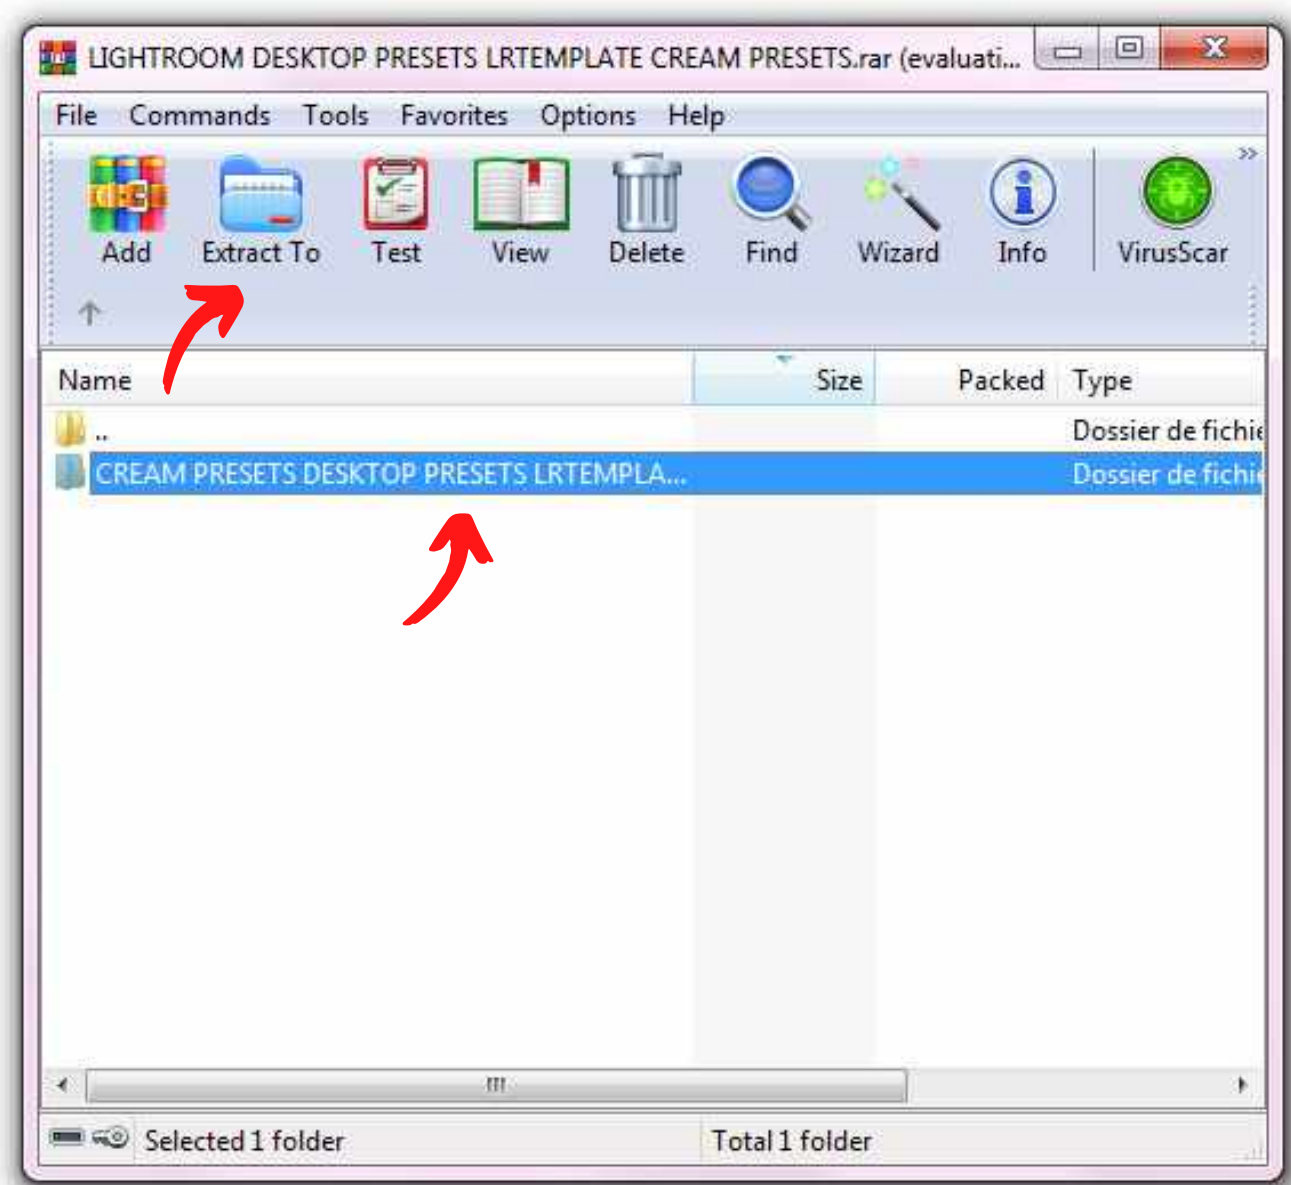 LIGHTROOM DESKTOP PRESETS LRTEMPLATE CREAM PRESETS.rar (evaluati...
File Commands Tools Favorites Options Help
Add Extract To Test View Delete Find Wizard Info VirusScar
Name Size Packed Type
.. Dossier de fichie
CREAM PRESETS DESKTOP PRESETS LRTEMPLA... Dossier de fichie
Selected 1 folder Total 1 folder